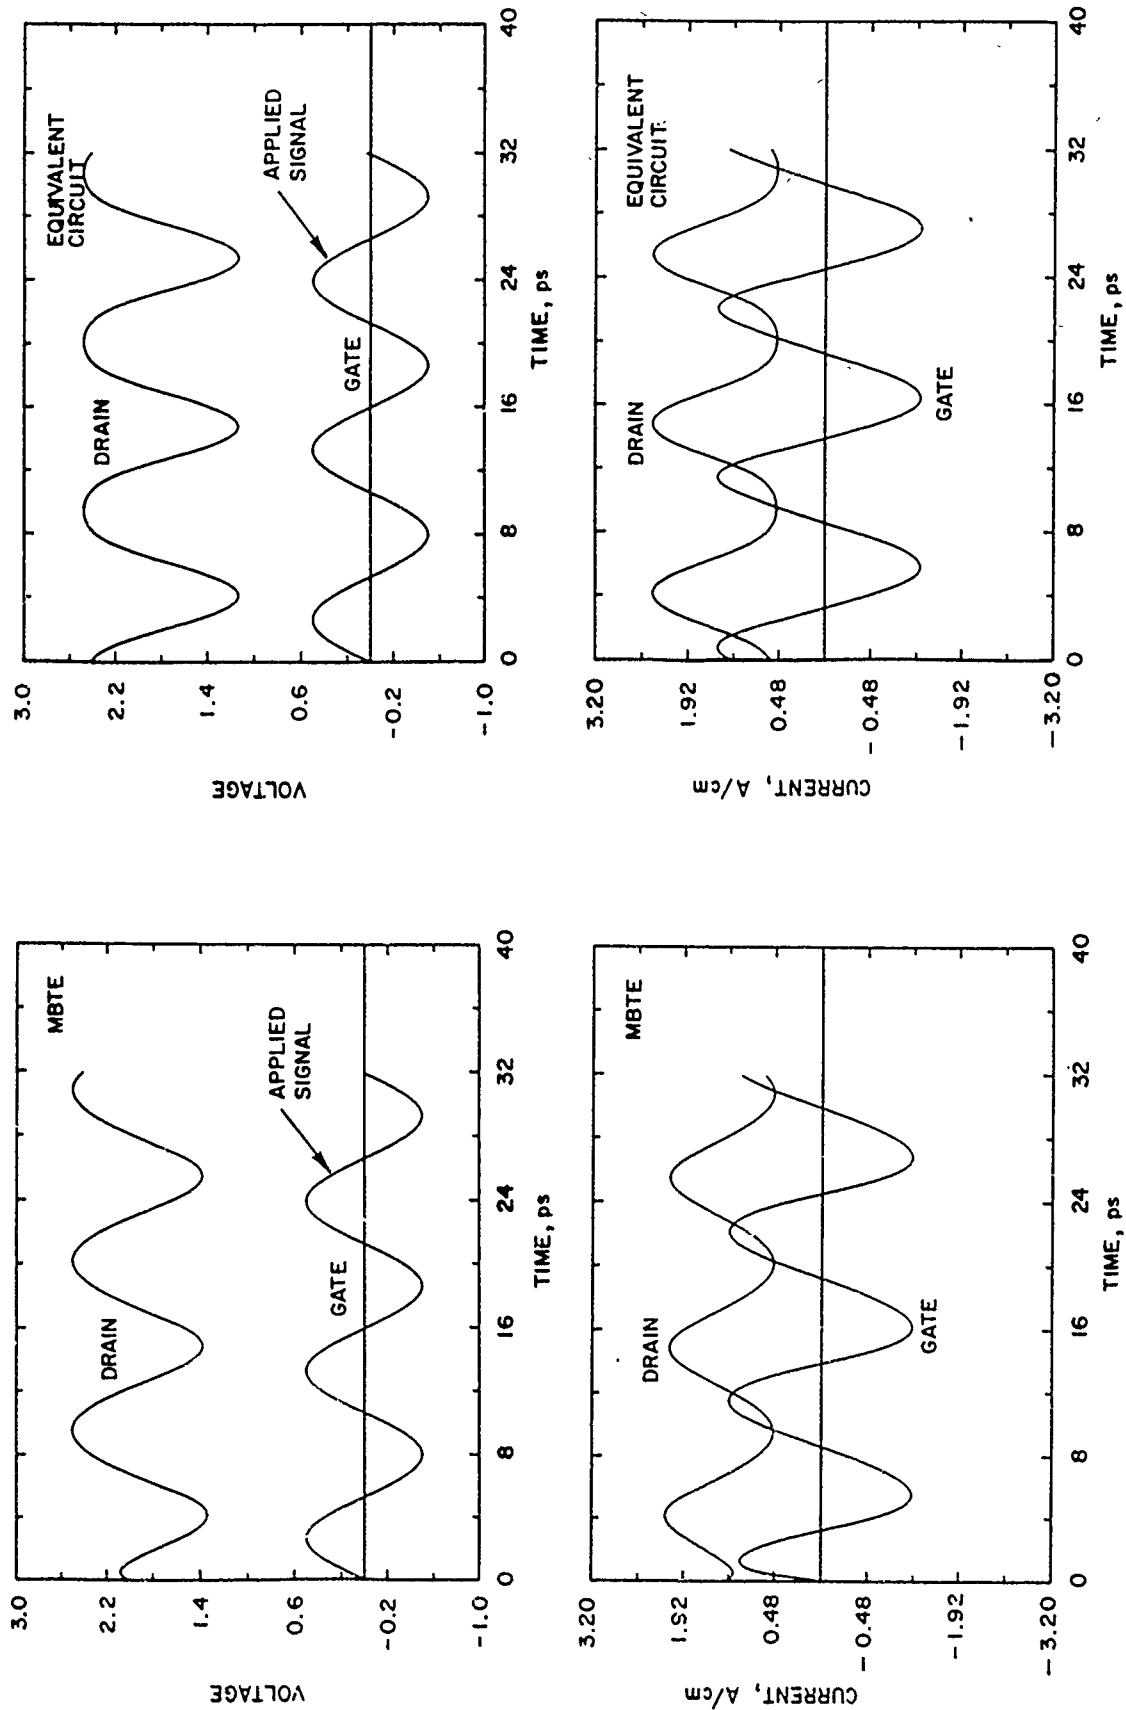 VOLTAGE
3.0
2.2
1.4
0.6
-0.2
-1.0
MBTE
DRAIN
APPLIED
SIGNAL
GATE
0 8 16 24 32 40
TIME, ps
VOLTAGE
3.0
2.2
1.4
0.6
-0.2
-1.0
EQUIVALENT
CIRCUIT
DRAIN
APPLIED
SIGNAL
GATE
0 8 16 24 32 40
TIME, ps
CURRENT, A/cm
3.20
1.92
0.48
-0.48
-1.92
-3.20
MBTE
DRAIN
GATE
0 8 16 24 32 40
TIME, ps
CURRENT, A/cm
3.20
1.92
0.48
-0.48
-1.92
-3.20
EQUIVALENT
CIRCUIT
DRAIN
GATE
0 8 16 24 32 40
TIME, ps